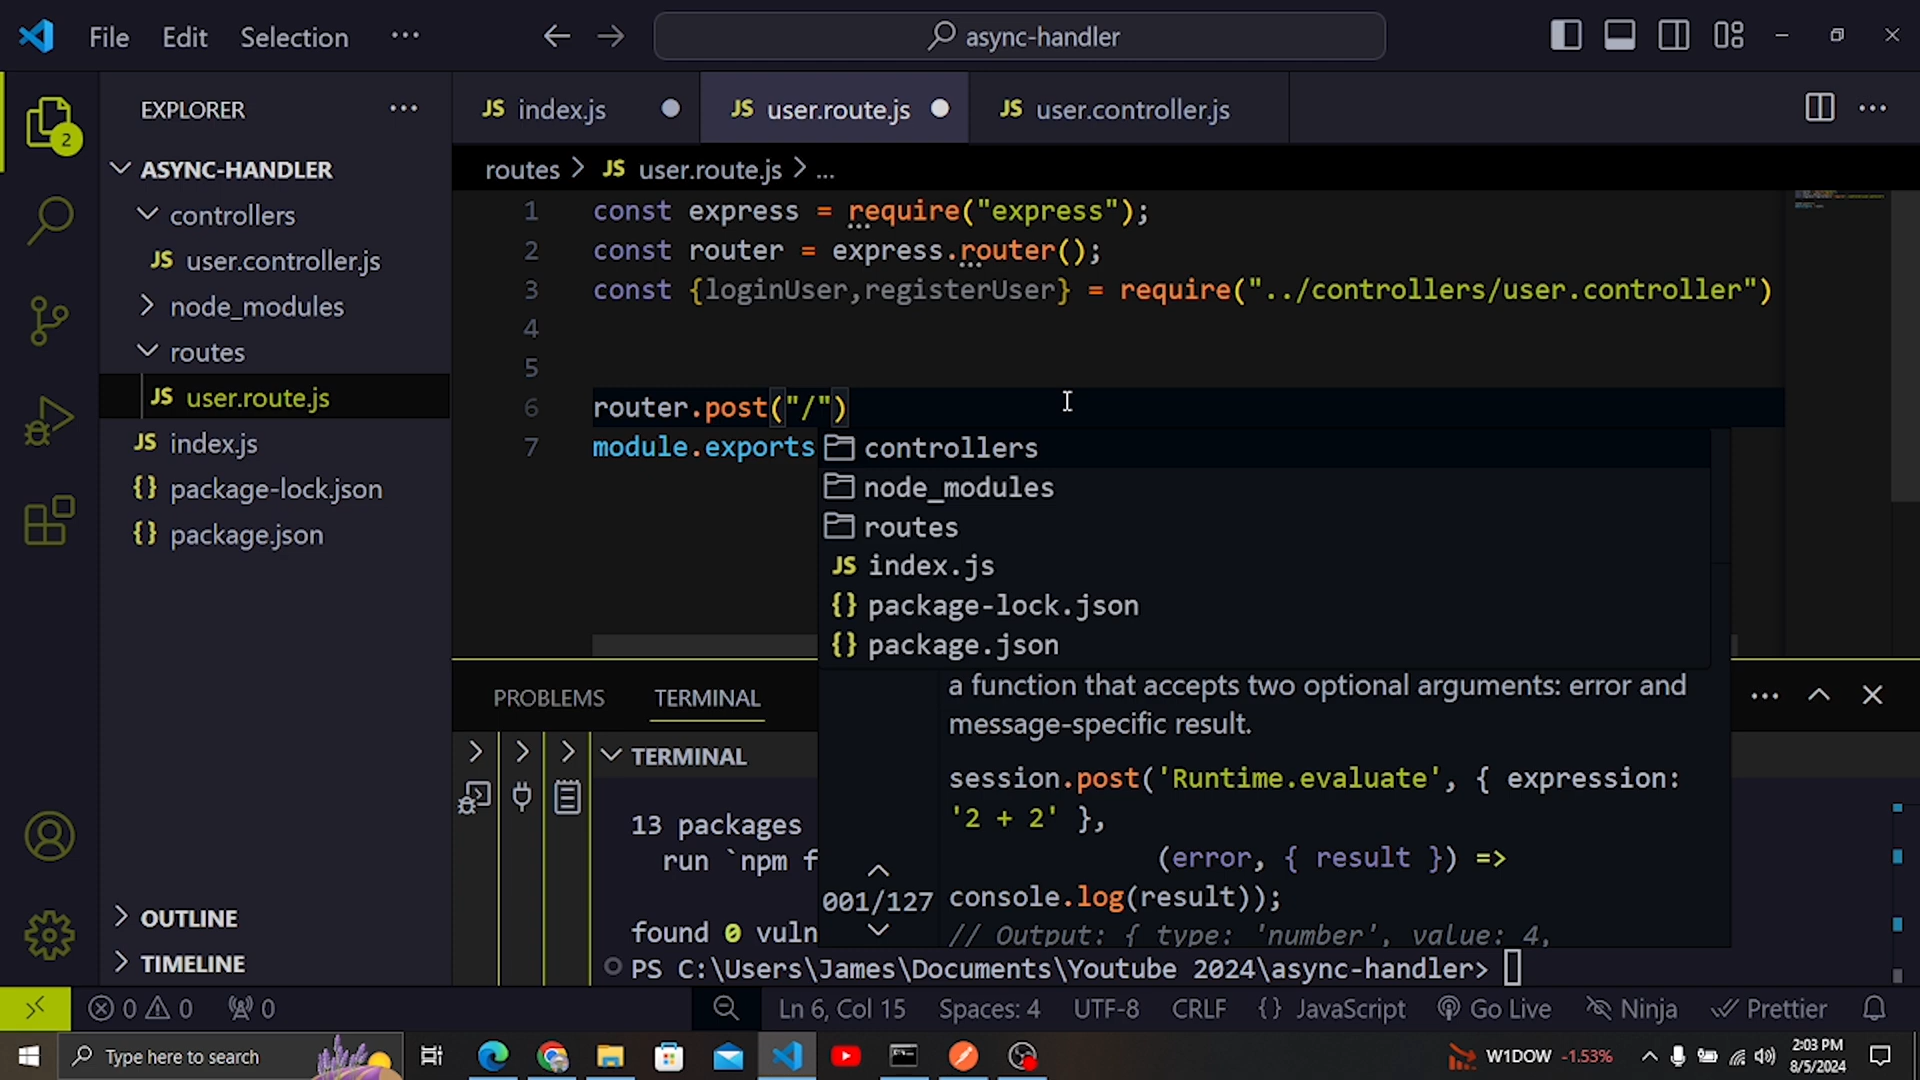 File Edit Selection ··· async-handler
EXPLORER ···
JS index.js
JS user.route.js
JS user.controller.js
ASYNC-HANDLER
controllers
JS user.controller.js
node_modules
routes
JS user.route.js
JS index.js
{} package-lock.json
{} package.json
OUTLINE
TIMELINE
2
routes > JS user.route.js > ...
1 const express = require("express");
2 const router = express.router();
3 const {loginUser,registerUser} = require("../controllers/user.controller")
4
5
6 router.post("/")
7 module.exports
controllers
node_modules
routes
JS index.js
{} package-lock.json
{} package.json
a function that accepts two optional arguments: error and
message-specific result.
session.post('Runtime.evaluate', { expression:
'2 + 2' },
(error, { result }) =>
console.log(result));
// Output: { type: 'number', value: 4,
001/127
PROBLEMS TERMINAL
TERMINAL
13 packages
run `npm f
found 0 vuln
PS C:\Users\James\Documents\Youtube 2024\async-handler>
0 0 0 Ln 6, Col 15 Spaces: 4 UTF-8 CRLF {} JavaScript Go Live Ninja Prettier
Type here to search W1DOW -1.53% 2:03 PM
8/5/2024